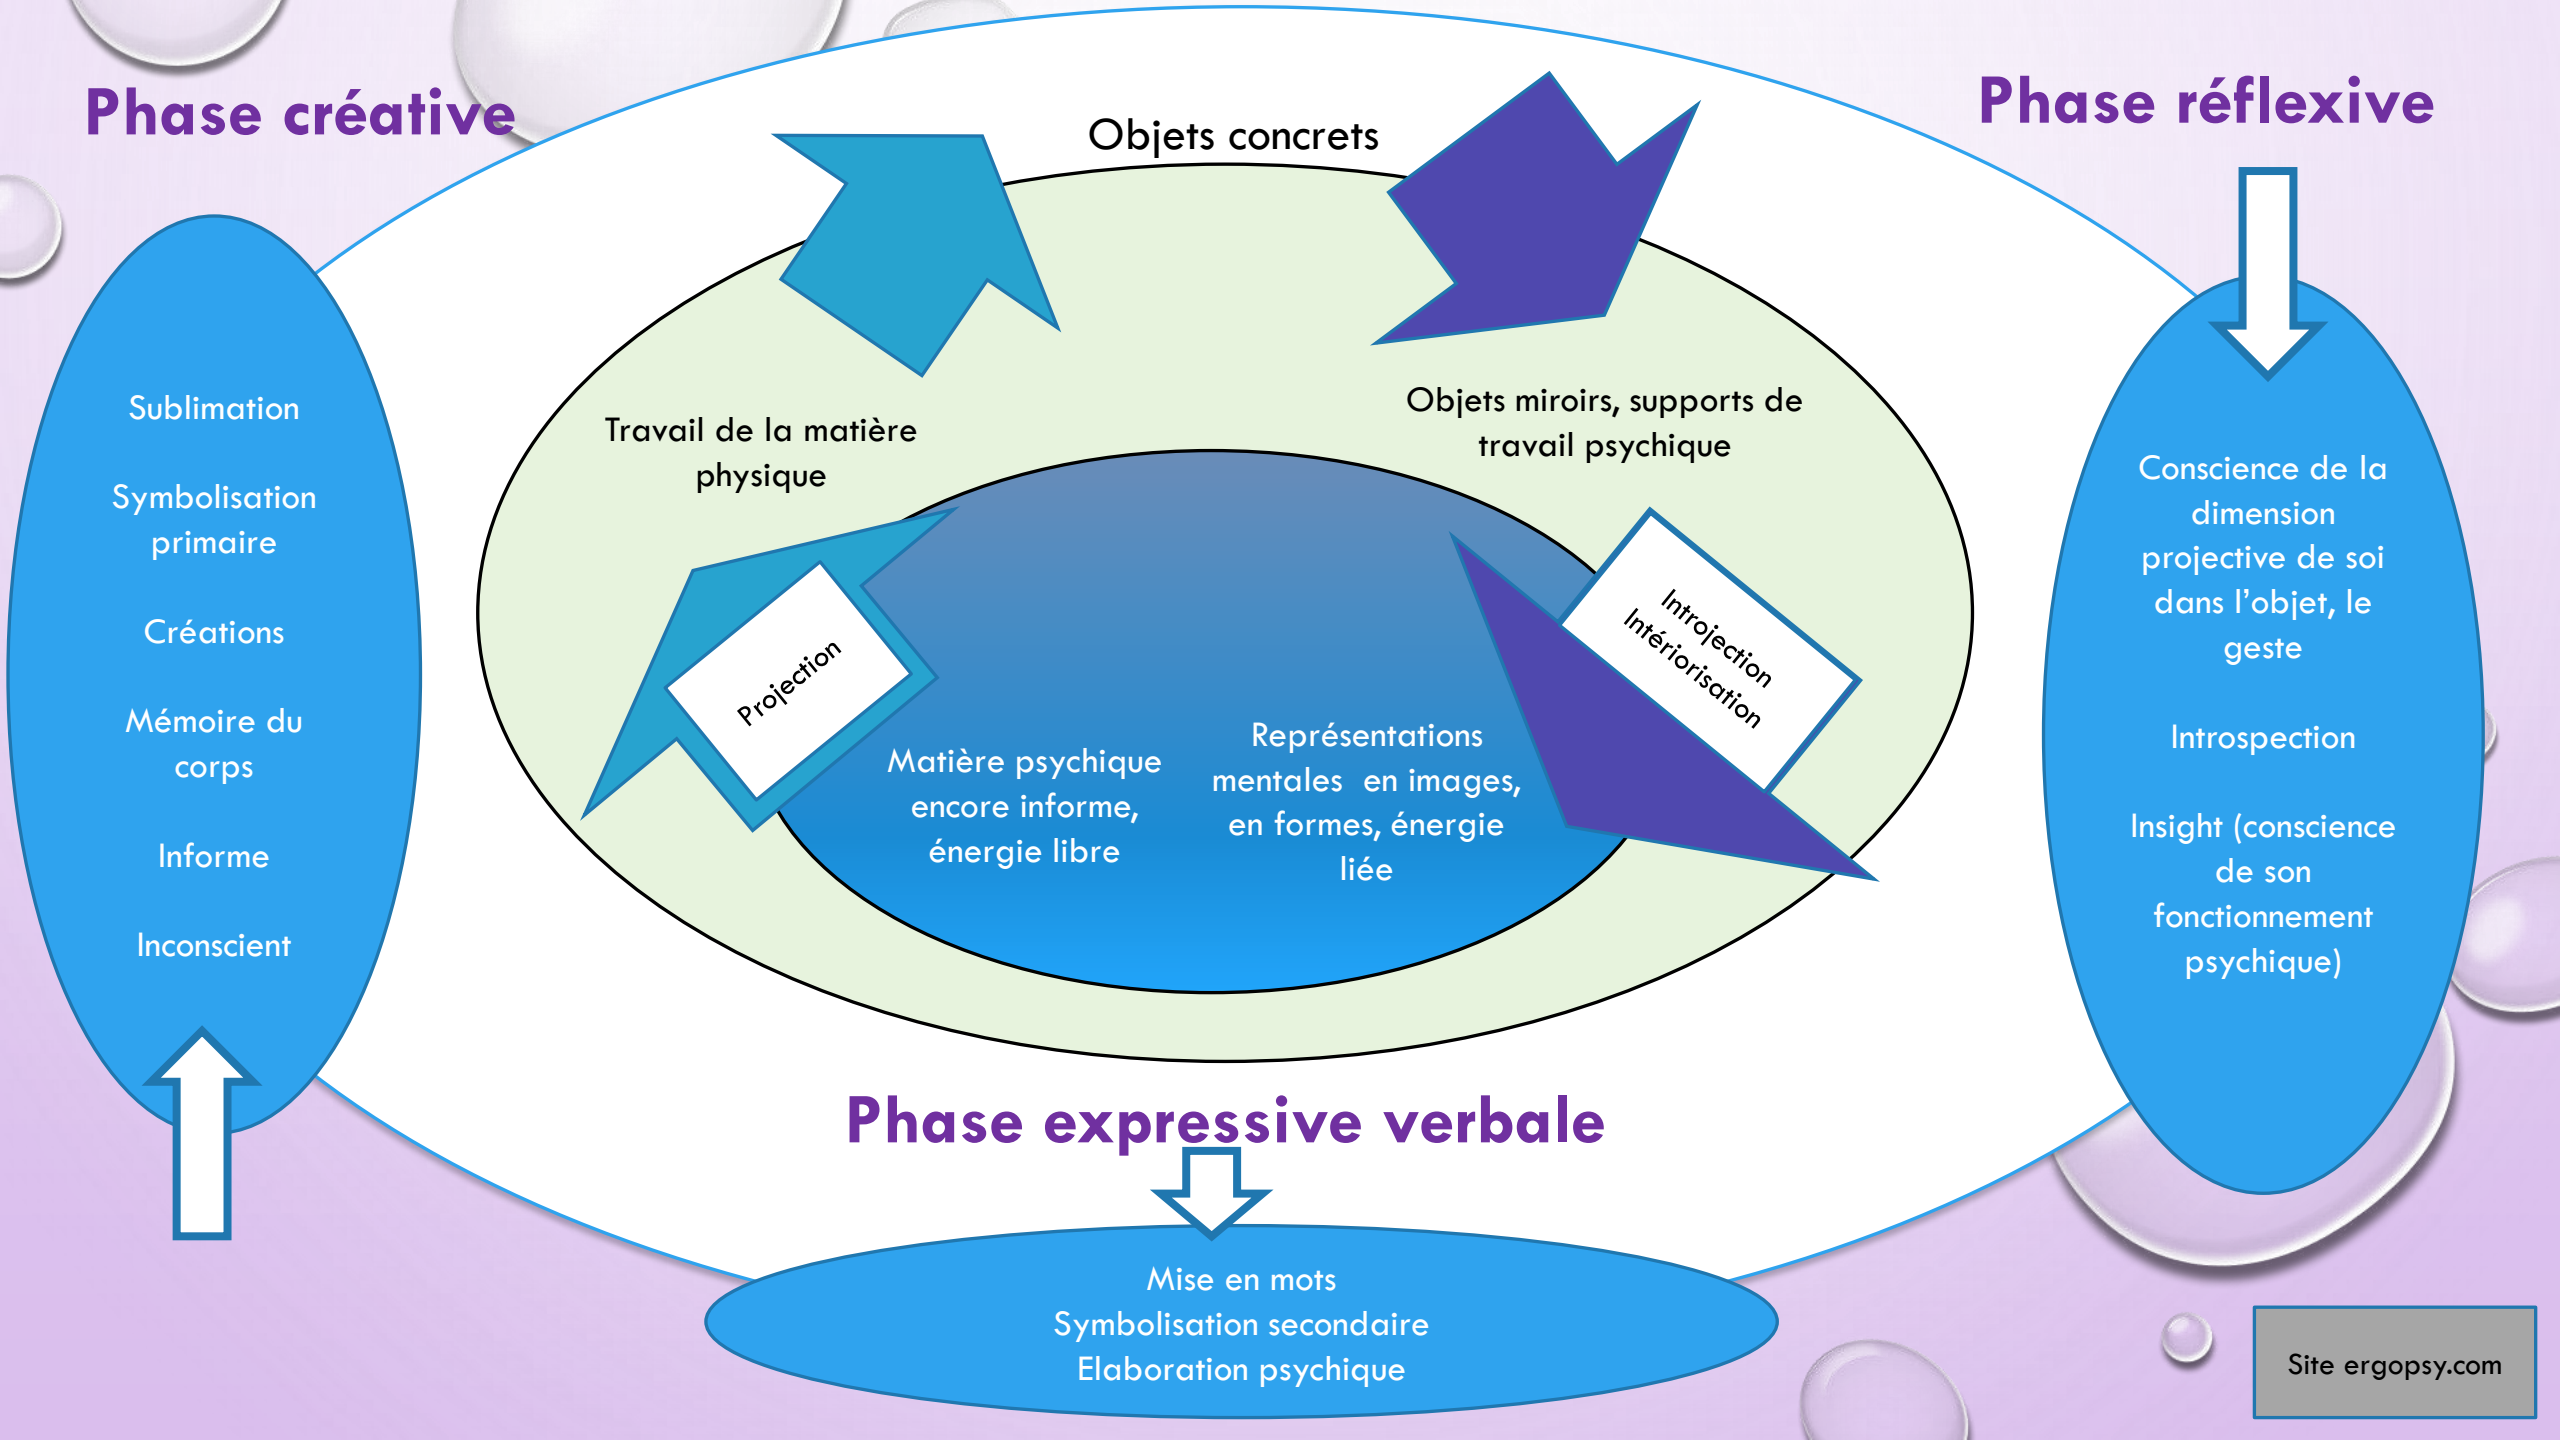 Phase créative
Phase réflexive
Objets concrets
Travail de la matière
physique
Objets miroirs, supports de
travail psychique
Projection
Introjection
Intériorisation
Matière psychique
encore informe,
énergie libre
Représentations
mentales  en images,
en formes, énergie
liée
Sublimation
Symbolisation
primaire
Créations
Mémoire du
corps
Informe
Inconscient
Conscience de la
dimension
projective de soi
dans l’objet, le
geste
Introspection
Insight (conscience
de son
fonctionnement
psychique)
Phase expressive verbale
Mise en mots
Symbolisation secondaire
Elaboration psychique
Site ergopsy.com